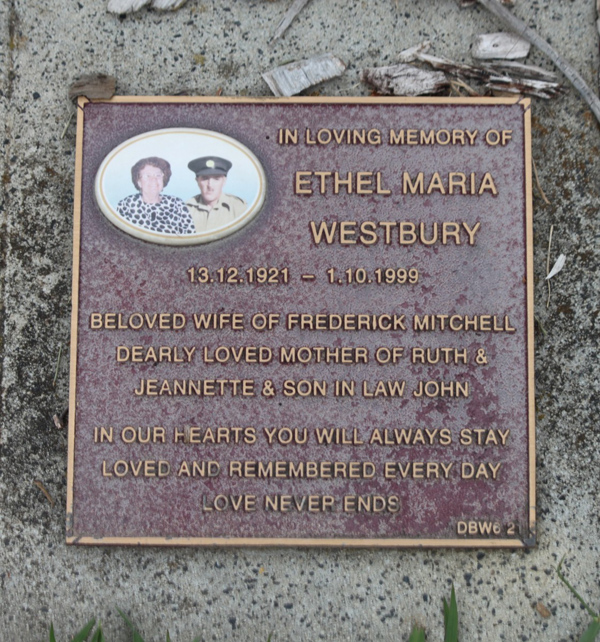 IN LOVING MEMORY OF
ETHEL MARIA
WESTBURY
13.12.1921 – 1.10.1999
BELOVED WIFE OF FREDERICK MITCHELL
DEARLY LOVED MOTHER OF RUTH &
JEANNETTE & SON IN LAW JOHN
IN OUR HEARTS YOU WILL ALWAYS STAY
LOVED AND REMEMBERED EVERY DAY
LOVE NEVER ENDS
DBW6